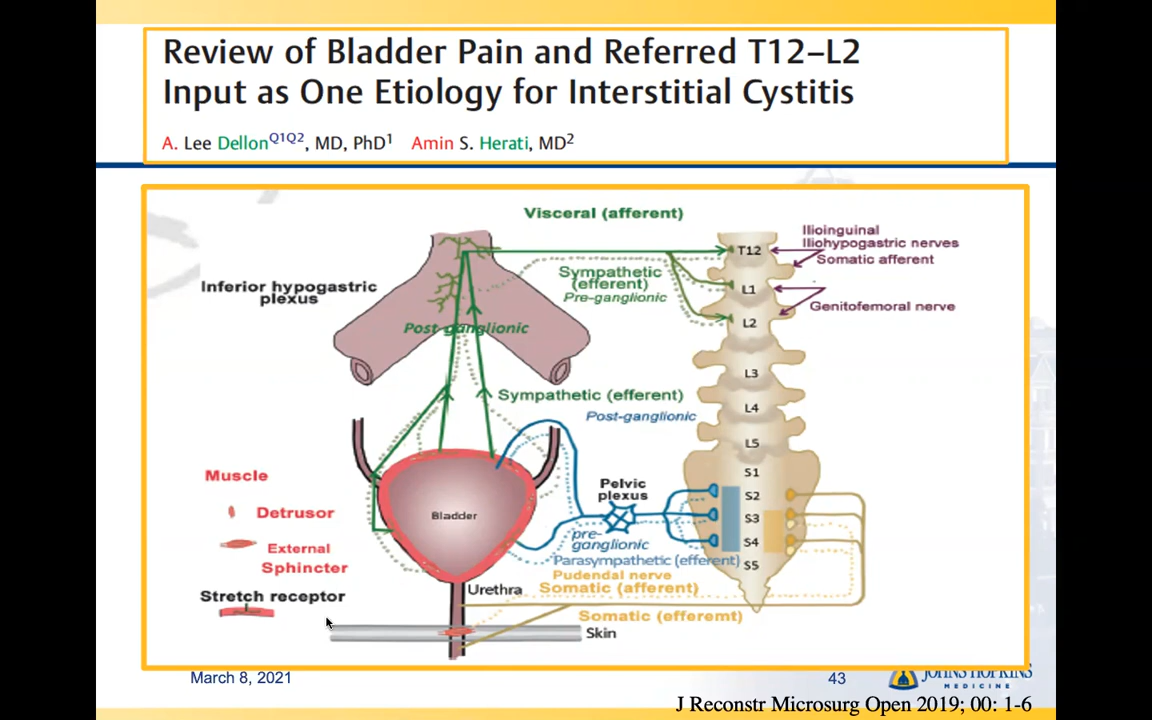 Review of Bladder Pain and Referred T12–L2
Input as One Etiology for Interstitial Cystitis
A. Lee Dellon Q1Q2, MD, PhD1 Amin S. Herati, MD2
Visceral (afferent)
Ilioinguinal
Iliohypogastric nerves
Somatic afferent
T12
Sympathetic
(efferent)
Pre-ganglionic
Inferior hypogastric
plexus
L1
Genitofemoral nerve
L2
Post-ganglionic
L3
Sympathetic (efferent)
L4
Post-ganglionic
L5
Muscle
S1
Pelvic
plexus
S2
Detrusor
Bladder
S3
pre-
ganglionic
S4
External
Sphincter
Parasympathetic (efferent)
S5
Pudendal nerve
Somatic (afferent)
Urethra
Stretch receptor
Somatic (efferemt)
Skin
March 8, 2021
43
JOHNS HOPKINS
MEDICINE
J Reconstr Microsurg Open 2019; 00: 1-6